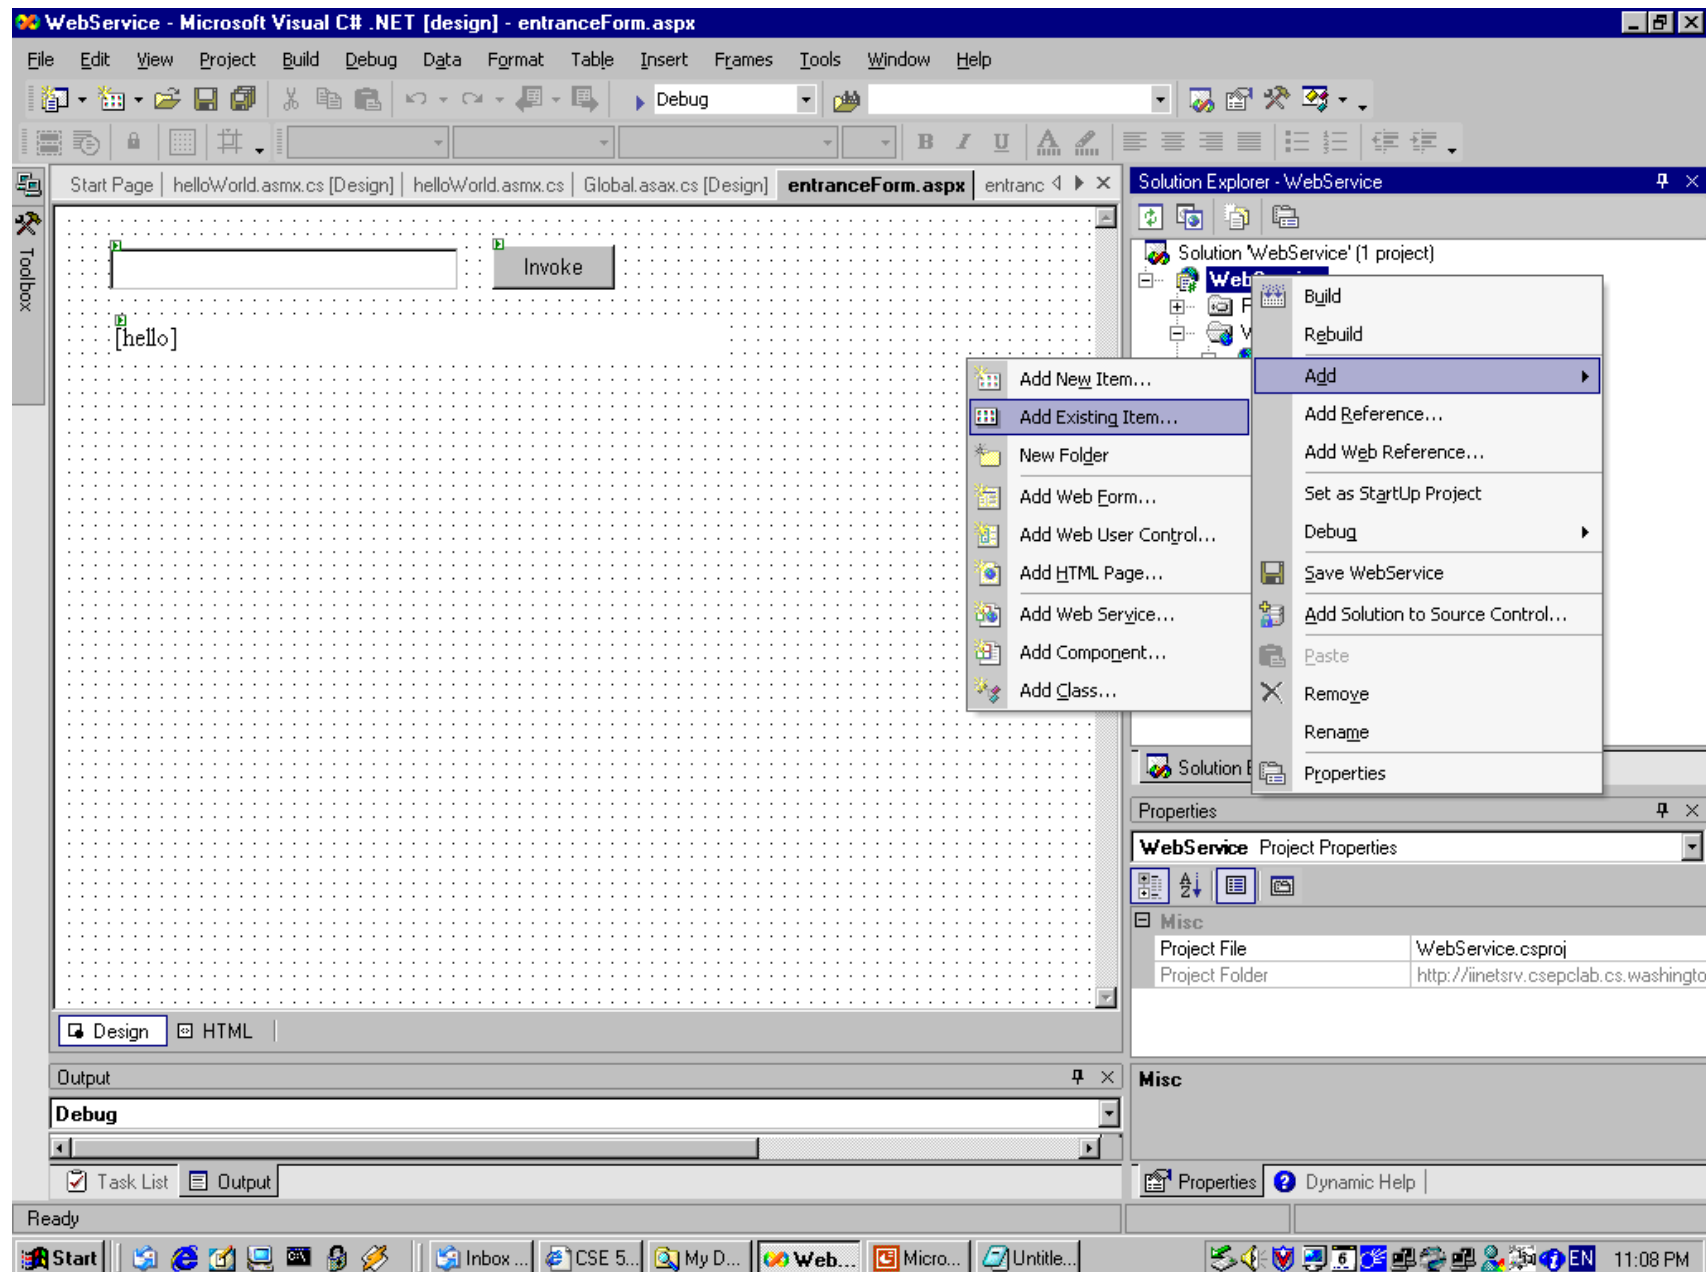 WebService - Microsoft Visual C# .NET [design] - entranceForm.aspx
File Edit View Project Build Debug Data Format Table Insert Frames Tools Window Help
Debug
B I U A
Start Page helloWorld.asmx.cs [Design] helloWorld.asmx.cs Global.asax.cs [Design] entranceForm.aspx entranc
Toolbox
Invoke
[hello]
Solution Explorer - WebService
Solution 'WebService' (1 project)
Build
Rebuild
Add
Add Reference...
Add Web Reference...
Set as StartUp Project
Debug
Save WebService
Add Solution to Source Control...
Paste
Remove
Rename
Properties
Add New Item...
Add Existing Item...
New Folder
Add Web Form...
Add Web User Control...
Add HTML Page...
Add Web Service...
Add Component...
Add Class...
Solution E
Properties
WebService Project Properties
Misc
Project File WebService.csproj
Project Folder http://iinetsrv.csepclab.cs.washingto
Misc
Properties Dynamic Help
Design HTML
Output
Debug
Task List Output
Ready
Start Inbox ... CSE 5... My D... Web... Micro... Untitle... EN 11:08 PM